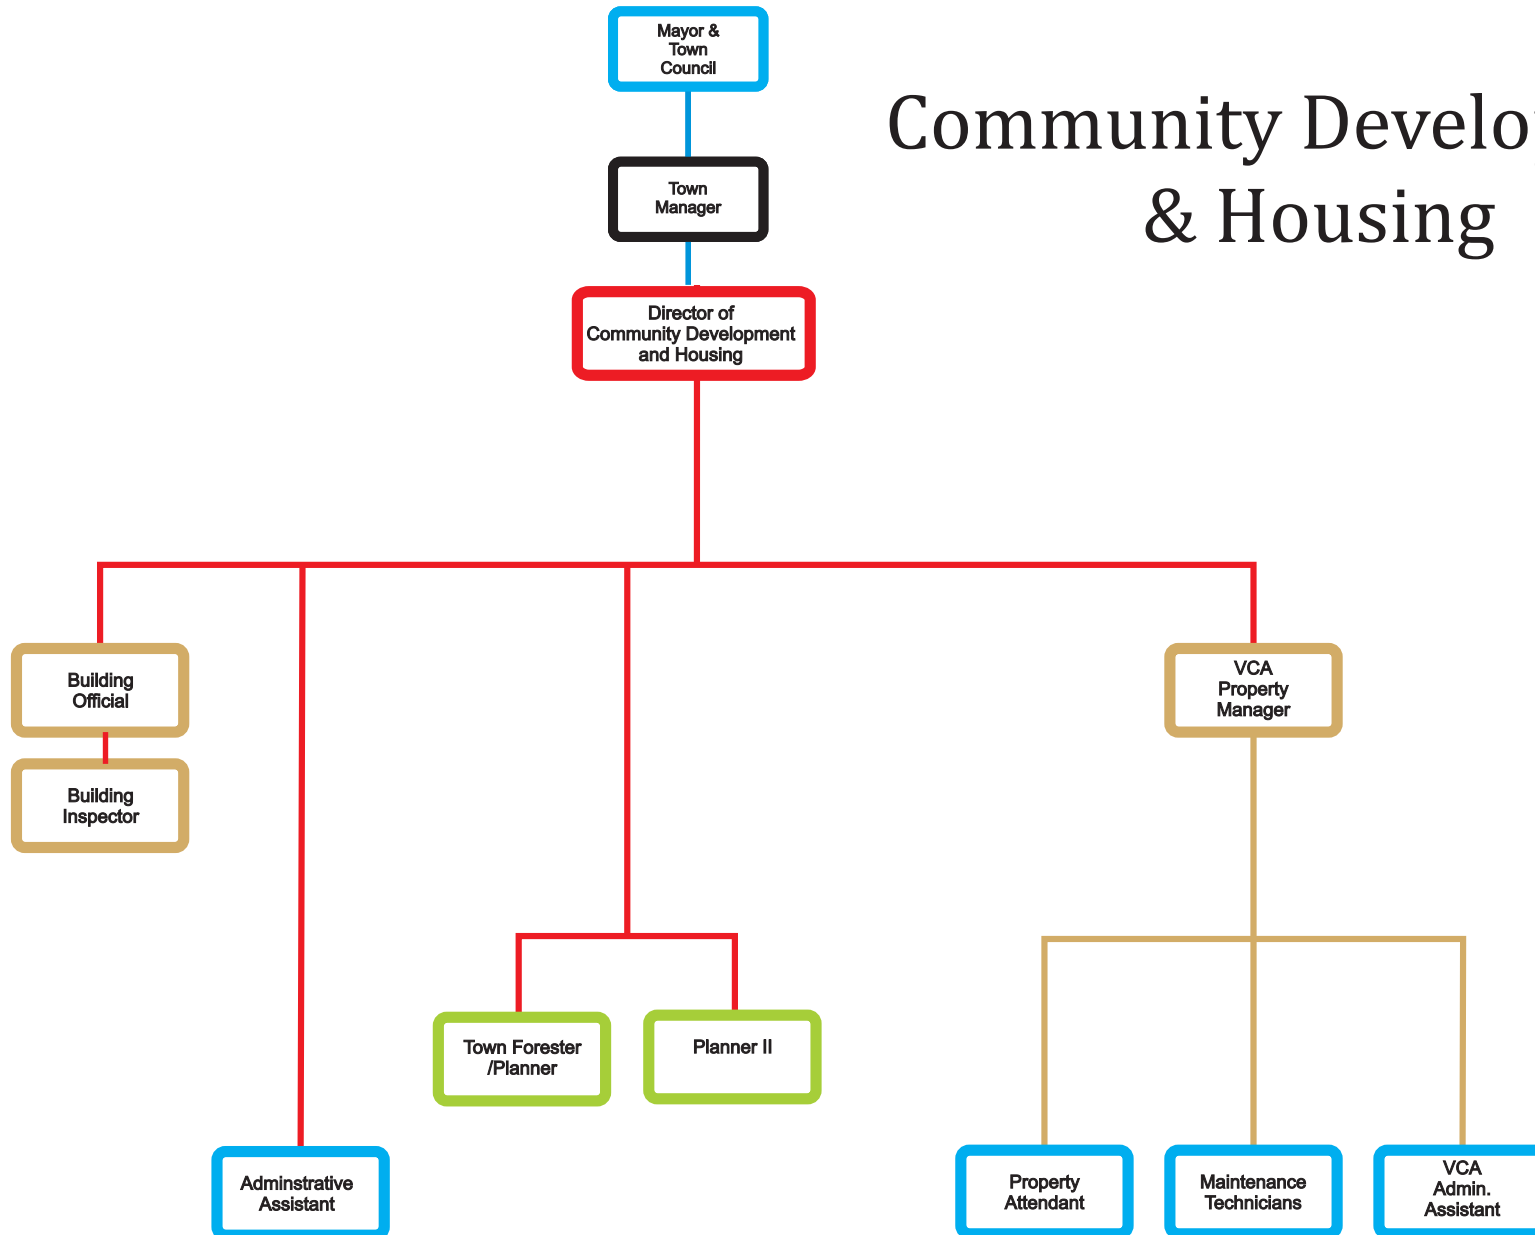 Mayor &
Town
Council
Community Develo
& Housing
Town
Manager
Director of
Community Development
and Housing
Building
Official
VCA
Property
Manager
Building
Inspector
Town Forester
/Planner
Planner II
Adminstrative
Assistant
Property
Attendant
Maintenance
Technicians
VCA
Admin.
Assistant